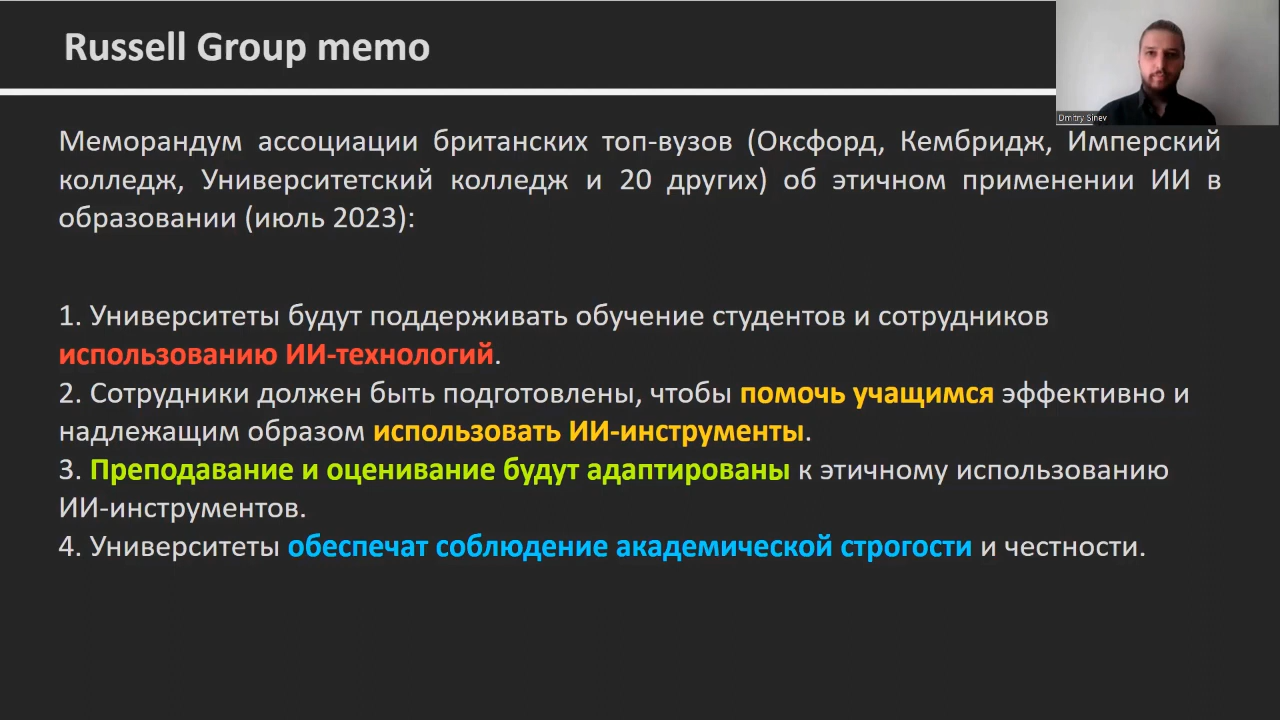 Russell Group memo
Dmitry Sinev
Меморандум ассоциации британских топ-вузов (Оксфорд, Кембридж, Имперский
колледж, Университетский колледж и 20 других) об этичном применении ИИ в
образовании (июль 2023):
1. Университеты будут поддерживать обучение студентов и сотрудников
использованию ИИ-технологий.
2. Сотрудники должен быть подготовлены, чтобы помочь учащимся эффективно и
надлежащим образом использовать ИИ-инструменты.
3. Преподавание и оценивание будут адаптированы к этичному использованию
ИИ-инструментов.
4. Университеты обеспечат соблюдение академической строгости и честности.